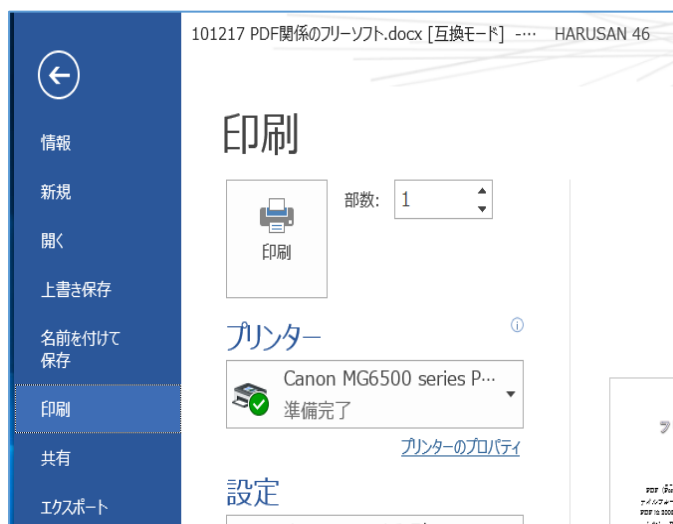 101217 PDF関係のフリーソフト.docx [互換モード] -… HARUSAN 46
情報
新規
開く
上書き保存
名前を付けて
保存
印刷
共有
エクスポート
印刷
部数: 1
印刷
プリンター
Canon MG6500 series P…
準備完了
プリンターのプロパティ
設定
フ
PDF